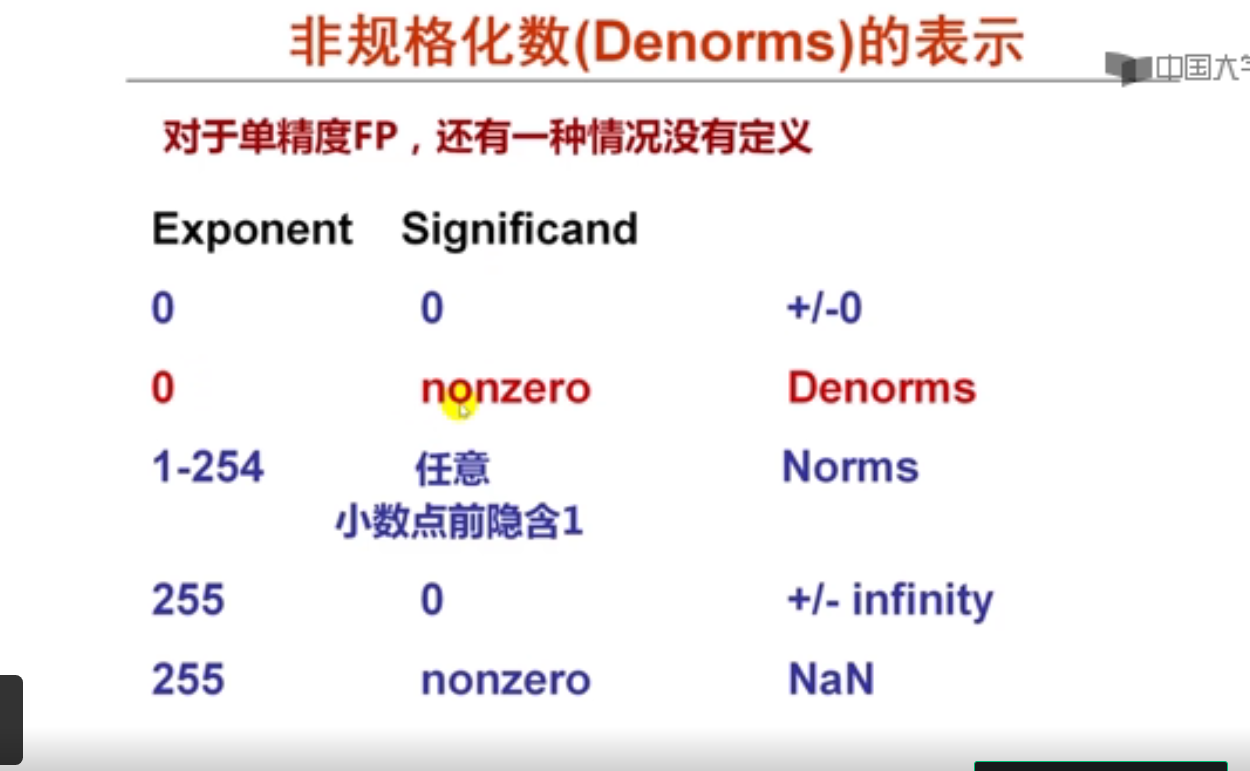 非规格化数(Denorms)的表示
中国大
对于单精度FP，还有一种情况没有定义
Exponent Significand
0 0 +/-0
0 nonzero Denorms
1-254 任意 Norms
小数点前隐含1
255 0 +/- infinity
255 nonzero NaN